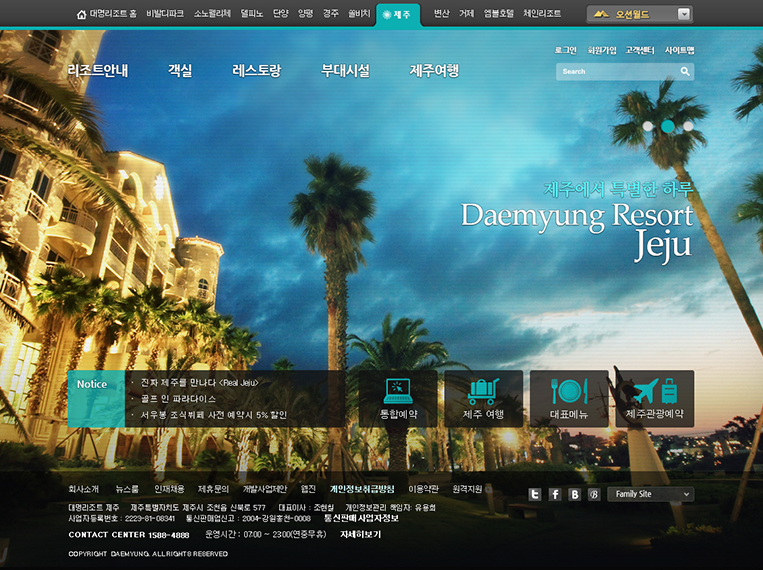 대명리조트 홈 비발디파크 소노펠리체 델피노 단양 양평 경주 쏠비치 제주 변산 거제 엠블호텔 체인리조트 오션월드
로그인 회원가입 고객센터 사이트맵
리조트안내 객실 레스토랑 부대시설 제주여행
Search
제주에서 특별한 하루
Daemyung Resort
Jeju
Notice
· 진짜 제주를 만나다 <Real Jeju>
· 골프 인 파라다이스
· 서우봉 조식뷔페 사전 예약시 5% 할인
통합예약 제주 여행 대표메뉴 제주관광예약
회사소개 뉴스룸 인재채용 제휴문의 개발사업제안 웹진 개인정보취급방침 이용약관 원격지원
t f B B Family Site
대명리조트 제주 제주특별자치도 제주시 조천읍 신북로 577 대표이사 : 조현철 개인정보관리 책임자: 유용희
사업자등록번호 : 2223-81-08341 통신판매업신고 : 2004-강원홍천-0008 통신판매 사업자정보
CONTACT CENTER 1588-4888 운영시간 : 07:00 ~ 23:00(연중무휴) 자세히보기
COPYRIGHT DAEMYUNG. ALL RIGHTS RESERVED